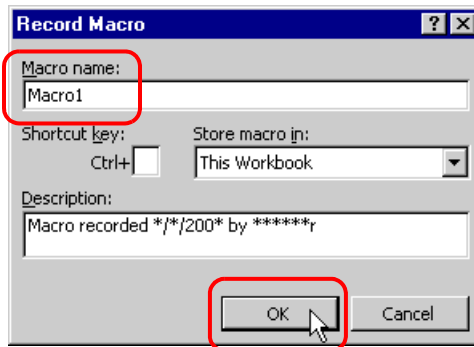 Record Macro
Macro name:
Macro1
Shortcut key: Store macro in:
Ctrl+ This Workbook
Description:
Macro recorded */*/200* by ******r
OK Cancel